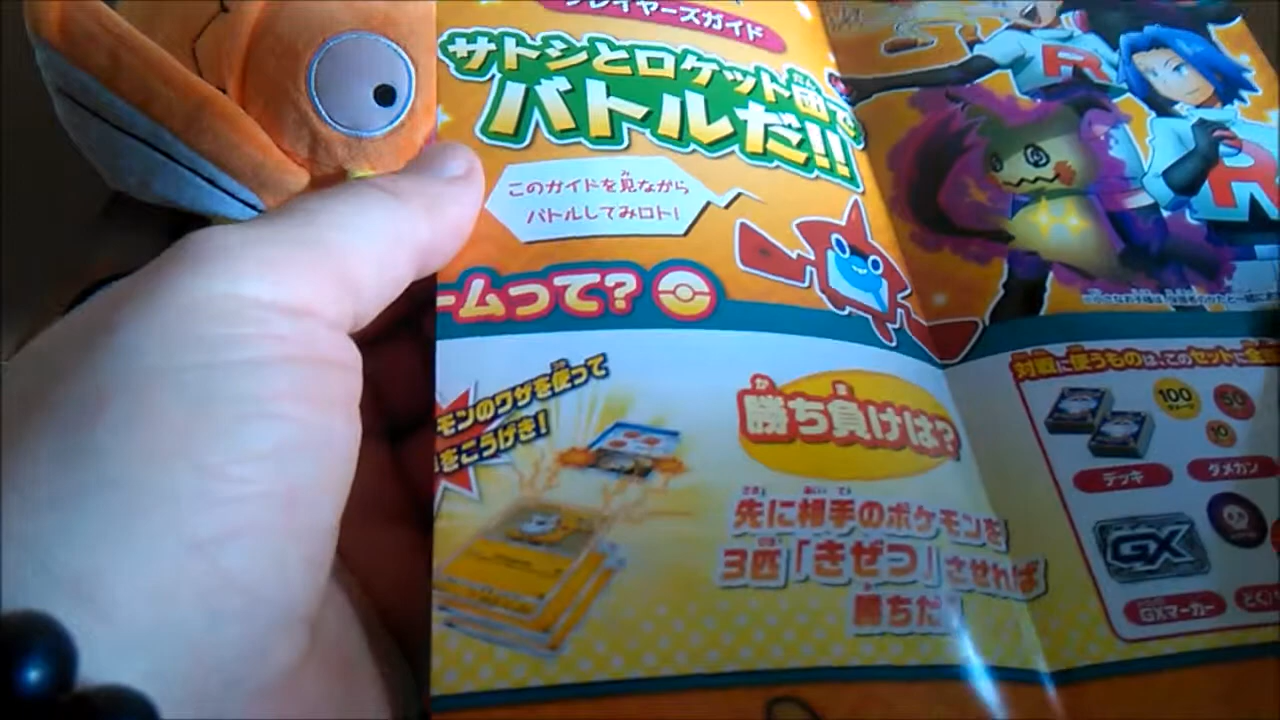 プレイヤーズガイド
サトシとロケット団で
バトルだ!!
このガイドを見ながら
バトルしてみロト!
ームって?
モンのワザを使って
をこうげき!
勝ち負けは?
先に相手のポケモンを
3匹「きぜつ」させれば
勝ちだ
R
R
対戦に使うものは、このセットに全
100
50
10
デッキ
ダメカン
GX
GXマーカー